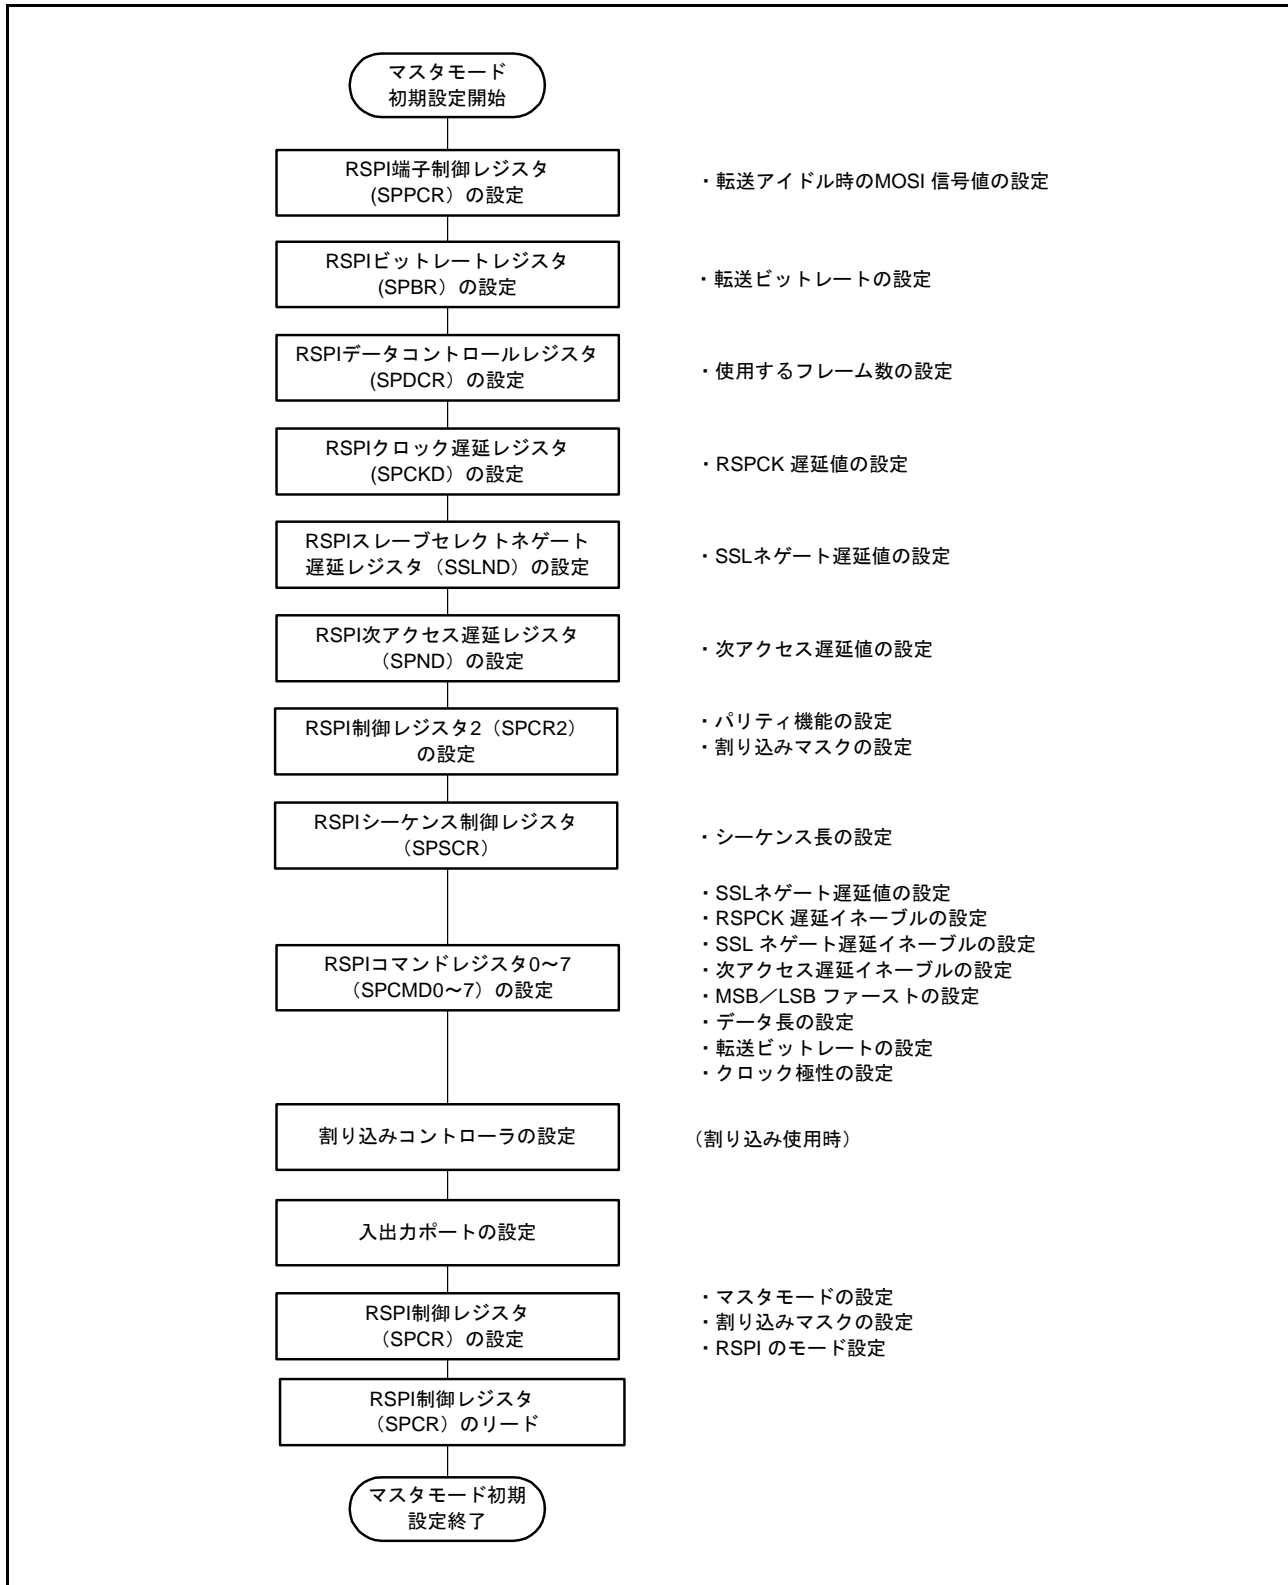 マスタモード
初期設定開始
RSPI端子制御レジスタ
(SPPCR）の設定
・転送アイドル時のMOSI 信号値の設定
RSPIビットレートレジスタ
(SPBR）の設定
・転送ビットレートの設定
RSPIデータコントロールレジスタ
(SPDCR）の設定
・使用するフレーム数の設定
RSPIクロック遅延レジスタ
(SPCKD）の設定
・RSPCK 遅延値の設定
RSPIスレーブセレクトネゲート
遅延レジスタ（SSLND）の設定
・SSLネゲート遅延値の設定
RSPI次アクセス遅延レジスタ
（SPND）の設定
・次アクセス遅延値の設定
RSPI制御レジスタ2（SPCR2）
の設定
・パリティ機能の設定
・割り込みマスクの設定
RSPIシーケンス制御レジスタ
（SPSCR）
・シーケンス長の設定
RSPIコマンドレジスタ0～7
（SPCMD0～7）の設定
・SSLネゲート遅延値の設定
・RSPCK 遅延イネーブルの設定
・SSL ネゲート遅延イネーブルの設定
・次アクセス遅延イネーブルの設定
・MSB／LSB ファーストの設定
・データ長の設定
・転送ビットレートの設定
・クロック極性の設定
割り込みコントローラの設定
（割り込み使用時）
入出力ポートの設定
RSPI制御レジスタ
（SPCR）の設定
・マスタモードの設定
・割り込みマスクの設定
・RSPI のモード設定
RSPI制御レジスタ
（SPCR）のリード
マスタモード初期
設定終了